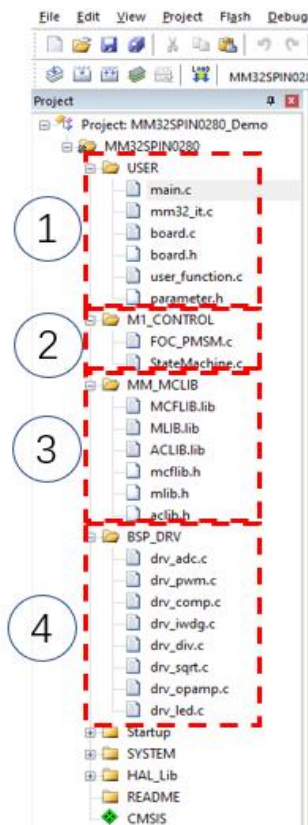 File Edit View Project Flash Debug
MM32SPIN028
Project
Project: MM32SPIN0280_Demo
MM32SPIN0280
1
USER
main.c
mm32_it.c
board.c
board.h
user_function.c
parameter.h
2
M1_CONTROL
FOC_PMSM.c
StateMachine.c
3
MM_MCLIB
MCFLIB.lib
MLIB.lib
ACLIB.lib
mcflib.h
mlib.h
aclib.h
4
BSP_DRV
drv_adc.c
drv_pwm.c
drv_comp.c
drv_iwdg.c
drv_div.c
drv_sqrt.c
drv_opamp.c
drv_led.c
Startup
SYSTEM
HAL_Lib
README
CMSIS